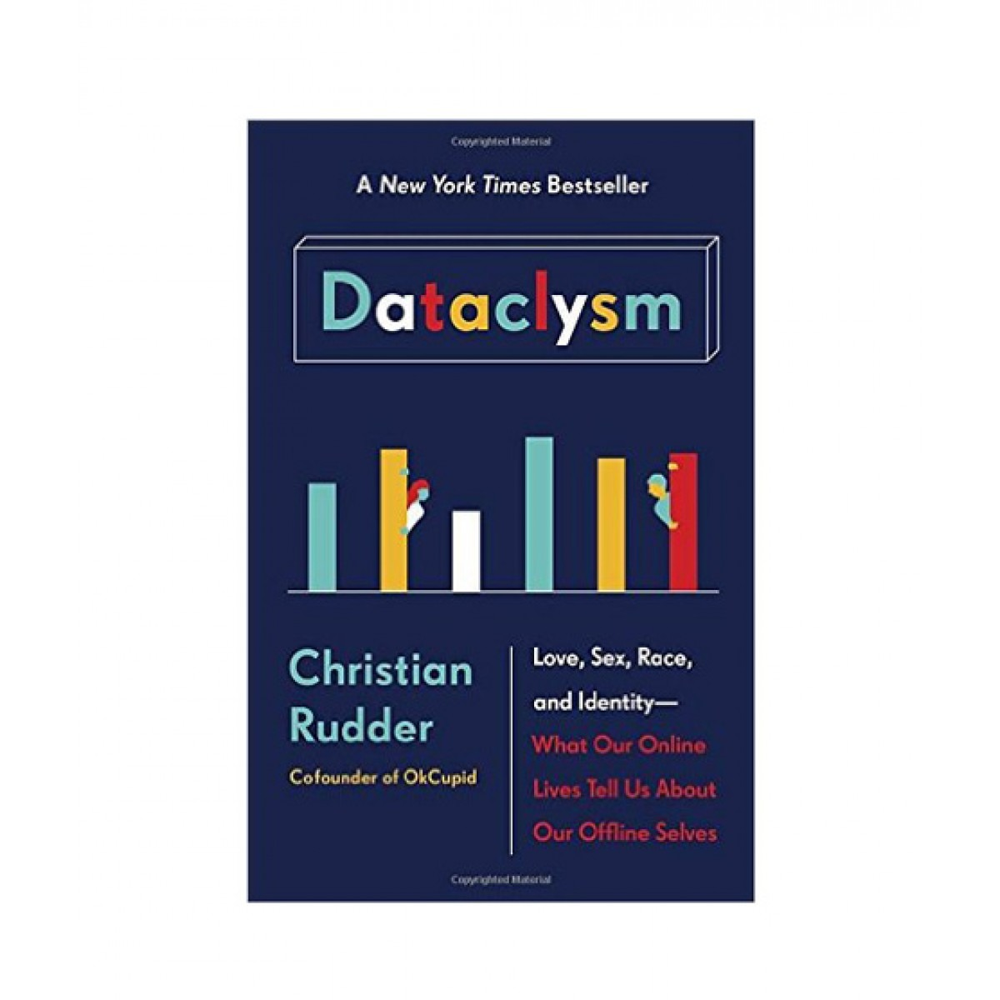 Copyrighted Material
A New York Times Bestseller
Dataclysm
Christian
Rudder
Cofounder of OkCupid
Love, Sex, Race,
and Identity—
What Our Online
Lives Tell Us About
Our Offline Selves
Copyrighted Material